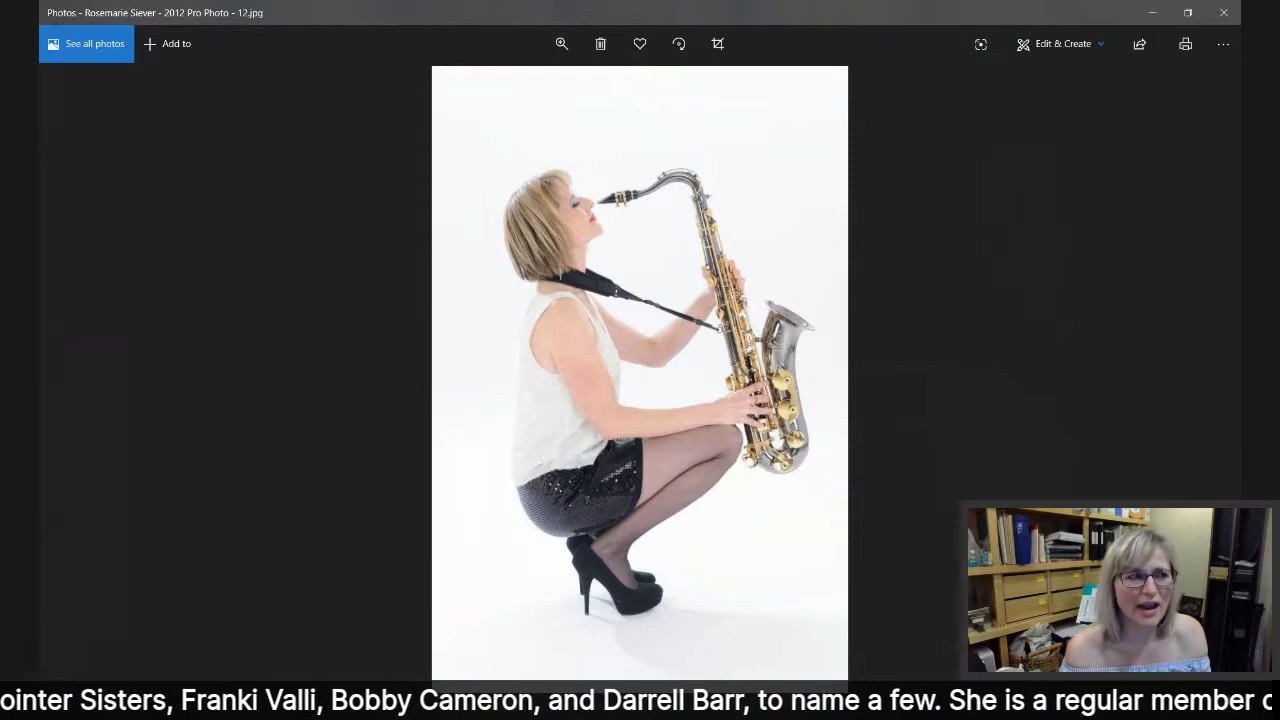 Photos - Rosemarie Siever - 2012 Pro Photo - 12.jpg
See all photos
Add to
Edit & Create
ointer Sisters, Franki Valli, Bobby Cameron, and Darrell Barr, to name a few. She is a regular member